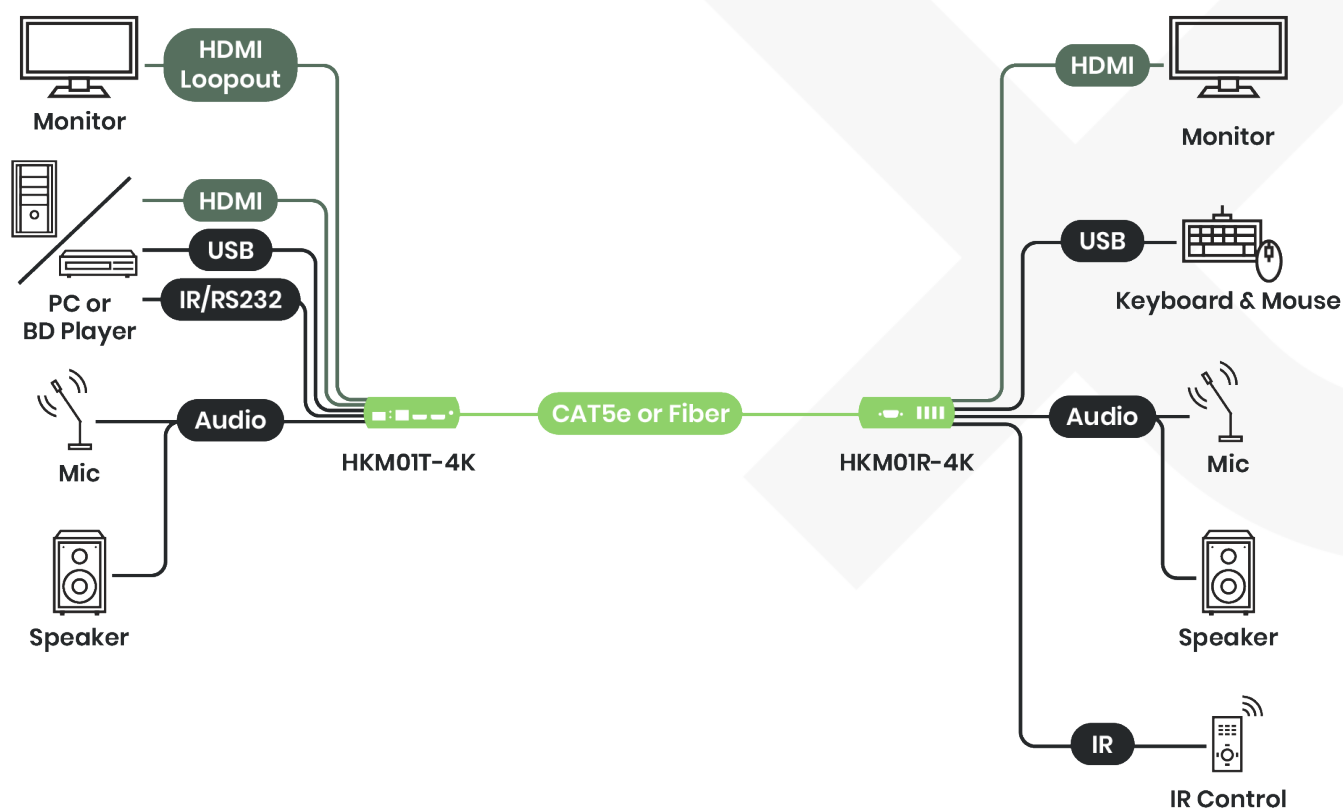 HDMI
Loopout
Monitor
HDMI
USB
IR/RS232
PC or
BD Player
Audio
Mic
Speaker
HKM01T-4K
CAT5e or Fiber
HKM01R-4K
HDMI
Monitor
USB
Keyboard & Mouse
Audio
Mic
Speaker
IR
IR Control